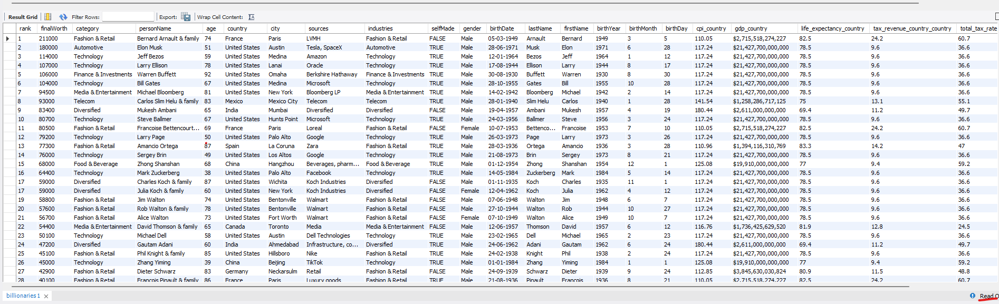 Result Grid Filter Rows: Export: Wrap Cell Content:
rank finalWorth category personName age country city sources industries selfMade gender birthDate lastName firstName birthYear birthMonth birthDay cpi_country gdp_country life_expectancy_country tax_revenue_country_country total_tax_rate
1 211000 Fashion & Retail Bernard Arnault & family 74 France Paris LVMH Fashion & Retail FALSE Male 05-03-1949 Arnault Bernard 1949 3 5 110.05 $2,715,518,274,227 82.5 24.2 60.7
2 180000 Automotive Elon Musk 51 United States Austin Tesla, SpaceX Automotive TRUE Male 28-06-1971 Musk Elon 1971 6 28 117.24 $21,427,700,000,000 78.5 9.6 36.6
3 114000 Technology Jeff Bezos 59 United States Medina Amazon Technology TRUE Male 12-01-1964 Bezos Jeff 1964 1 12 117.24 $21,427,700,000,000 78.5 9.6 36.6
4 107000 Technology Larry Ellison 78 United States Lanai Oracle Technology TRUE Male 17-08-1944 Ellison Larry 1944 8 17 117.24 $21,427,700,000,000 78.5 9.6 36.6
5 106000 Finance & Investments Warren Buffett 92 United States Omaha Berkshire Hathaway Finance & Investments TRUE Male 30-08-1930 Buffett Warren 1930 8 30 117.24 $21,427,700,000,000 78.5 9.6 36.6
6 104000 Technology Bill Gates 67 United States Medina Microsoft Technology TRUE Male 28-10-1955 Gates Bill 1955 10 28 117.24 $21,427,700,000,000 78.5 9.6 36.6
7 94500 Media & Entertainment Michael Bloomberg 81 United States New York Bloomberg LP Media & Entertainment TRUE Male 14-02-1942 Bloomberg Michael 1942 2 14 117.24 $21,427,700,000,000 78.5 9.6 36.6
8 93000 Telecom Carlos Slim Helu & family 83 Mexico Mexico City Telecom Telecom TRUE Male 28-01-1940 Slim Helu Carlos 1940 1 28 141.54 $1,258,286,717,125 75 13.1 55.1
9 83400 Diversified Mukesh Ambani 65 India Mumbai Diversified Diversified FALSE Male 19-04-1957 Ambani Mukesh 1957 4 19 180.44 $2,611,000,000,000 69.4 11.2 49.7
10 80700 Technology Steve Ballmer 67 United States Hunts Point Microsoft Technology TRUE Male 24-03-1956 Ballmer Steve 1956 3 24 117.24 $21,427,700,000,000 78.5 9.6 36.6
11 80500 Fashion & Retail Francoise Bettencourt... 69 France Paris Loreal Fashion & Retail FALSE Female 10-07-1953 Bettenco... Francoise 1953 7 10 110.05 $2,715,518,274,227 82.5 24.2 60.7
12 79200 Technology Larry Page 50 United States Palo Alto Google Technology TRUE Male 26-03-1973 Page Larry 1973 3 26 117.24 $21,427,700,000,000 78.5 9.6 36.6
13 77300 Fashion & Retail Amancio Ortega 87 Spain La Coruna Zara Fashion & Retail TRUE Male 28-03-1936 Ortega Amancio 1936 3 28 110.96 $1,394,116,310,769 83.3 14.2 47
14 76000 Technology Sergey Brin 49 United States Los Altos Google Technology TRUE Male 21-08-1973 Brin Sergey 1973 8 21 117.24 $21,427,700,000,000 78.5 9.6 36.6
15 68000 Food & Beverage Zhong Shanshan 68 China Hangzhou Beverages, pharm... Food & Beverage TRUE Male 01-12-1954 Zhong Shanshan 1954 12 1 125.08 $19,910,000,000,000 77 9.4 59.2
16 64400 Technology Mark Zuckerberg 38 United States Palo Alto Facebook Technology TRUE Male 14-05-1984 Zuckerberg Mark 1984 5 14 117.24 $21,427,700,000,000 78.5 9.6 36.6
17 59000 Diversified Charles Koch & family 87 United States Wichita Koch Industries Diversified FALSE Male 01-11-1935 Koch Charles 1935 11 1 117.24 $21,427,700,000,000 78.5 9.6 36.6
17 59000 Diversified Julia Koch & family 60 United States New York Koch Industries Diversified FALSE Female 12-04-1962 Koch Julia 1962 4 12 117.24 $21,427,700,000,000 78.5 9.6 36.6
19 58800 Fashion & Retail Jim Walton 74 United States Bentonville Walmart Fashion & Retail FALSE Male 07-06-1948 Walton Jim 1948 6 7 117.24 $21,427,700,000,000 78.5 9.6 36.6
20 57600 Fashion & Retail Rob Walton & family 78 United States Bentonville Walmart Fashion & Retail FALSE Male 27-10-1944 Walton Rob 1944 10 27 117.24 $21,427,700,000,000 78.5 9.6 36.6
21 56700 Fashion & Retail Alice Walton 73 United States Fort Worth Walmart Fashion & Retail FALSE Female 07-10-1949 Walton Alice 1949 10 7 117.24 $21,427,700,000,000 78.5 9.6 36.6
22 54400 Media & Entertainment David Thomson & family 65 Canada Toronto Media Media & Entertainment FALSE Male 12-06-1957 Thomson David 1957 6 12 116.76 $1,736,425,629,520 81.9 12.8 24.5
23 50100 Technology Michael Dell 58 United States Austin Dell Technologies Technology TRUE Male 23-02-1965 Dell Michael 1965 2 23 117.24 $21,427,700,000,000 78.5 9.6 36.6
24 47200 Diversified Gautam Adani 60 India Ahmedabad Infrastructure, co... Diversified TRUE Male 24-06-1962 Adani Gautam 1962 6 24 180.44 $2,611,000,000,000 69.4 11.2 49.7
25 45100 Fashion & Retail Phil Knight & family 85 United States Hillsboro Nike Fashion & Retail TRUE Male 24-02-1938 Knight Phil 1938 2 24 117.24 $21,427,700,000,000 78.5 9.6 36.6
26 45000 Technology Zhang Yiming 39 China Beijing TikTok Technology TRUE Male 01-01-1984 Zhang Yiming 1984 1 1 125.08 $19,910,000,000,000 77 9.4 59.2
27 42900 Fashion & Retail Dieter Schwarz 83 Germany Neckarsulm Retail Fashion & Retail FALSE Male 24-09-1939 Schwarz Dieter 1939 9 24 112.85 $3,845,630,030,824 80.9 11.5 48.8
28 40100 Fashion & Retail Francois Pinault & family 86 France Paris Luxury goods Fashion & Retail TRUE Male 21-08-1936 Pinault Francois 1936 8 21 110.05 $2,715,518,274,227 82.5 24.2 60.7
billionaries1 Read O